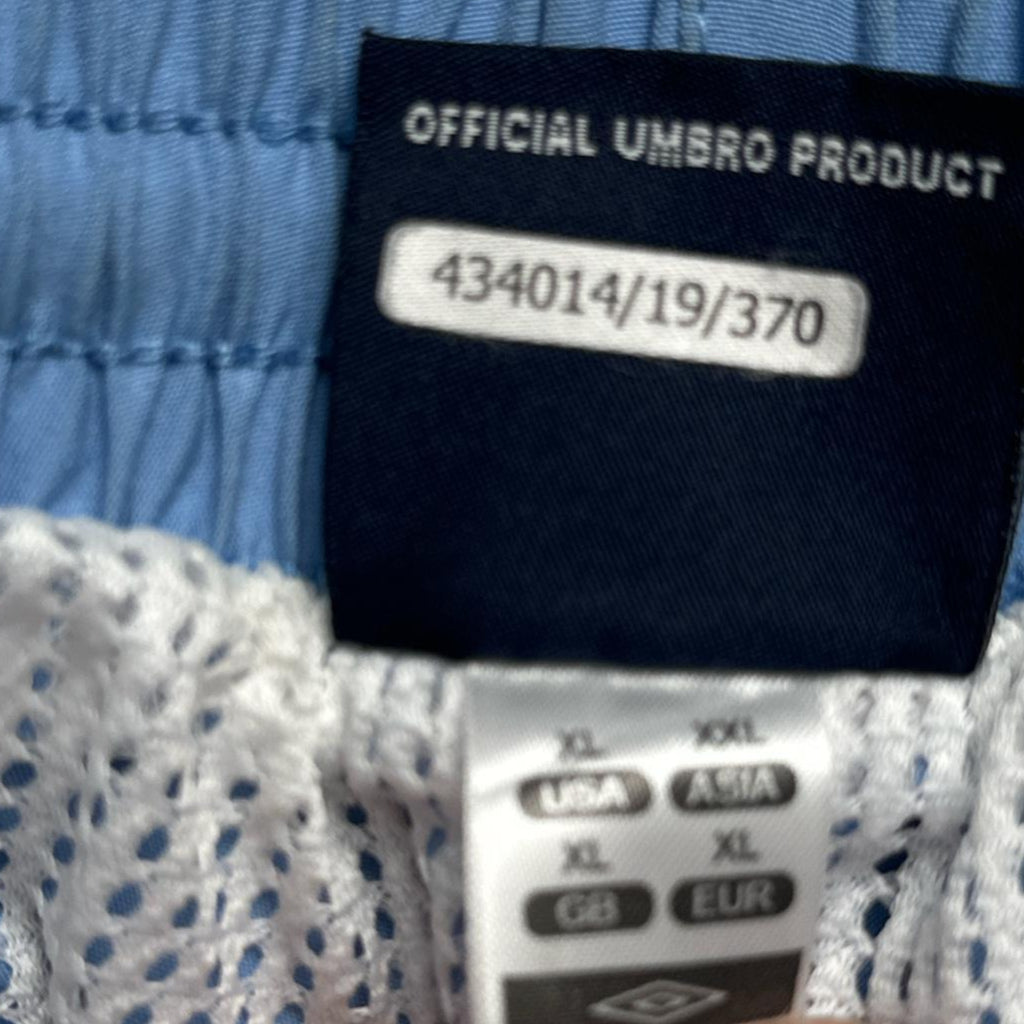 OFFICIAL UMBRO PRODUCT
434014/19/370
XL XXL
USA ASIA
XL XL
GB EUR